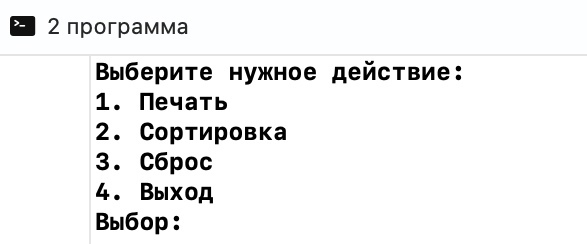 2 программа
Выберите нужное действие:
1. Печать
2. Сортировка
3. Сброс
4. Выход
Выбор: